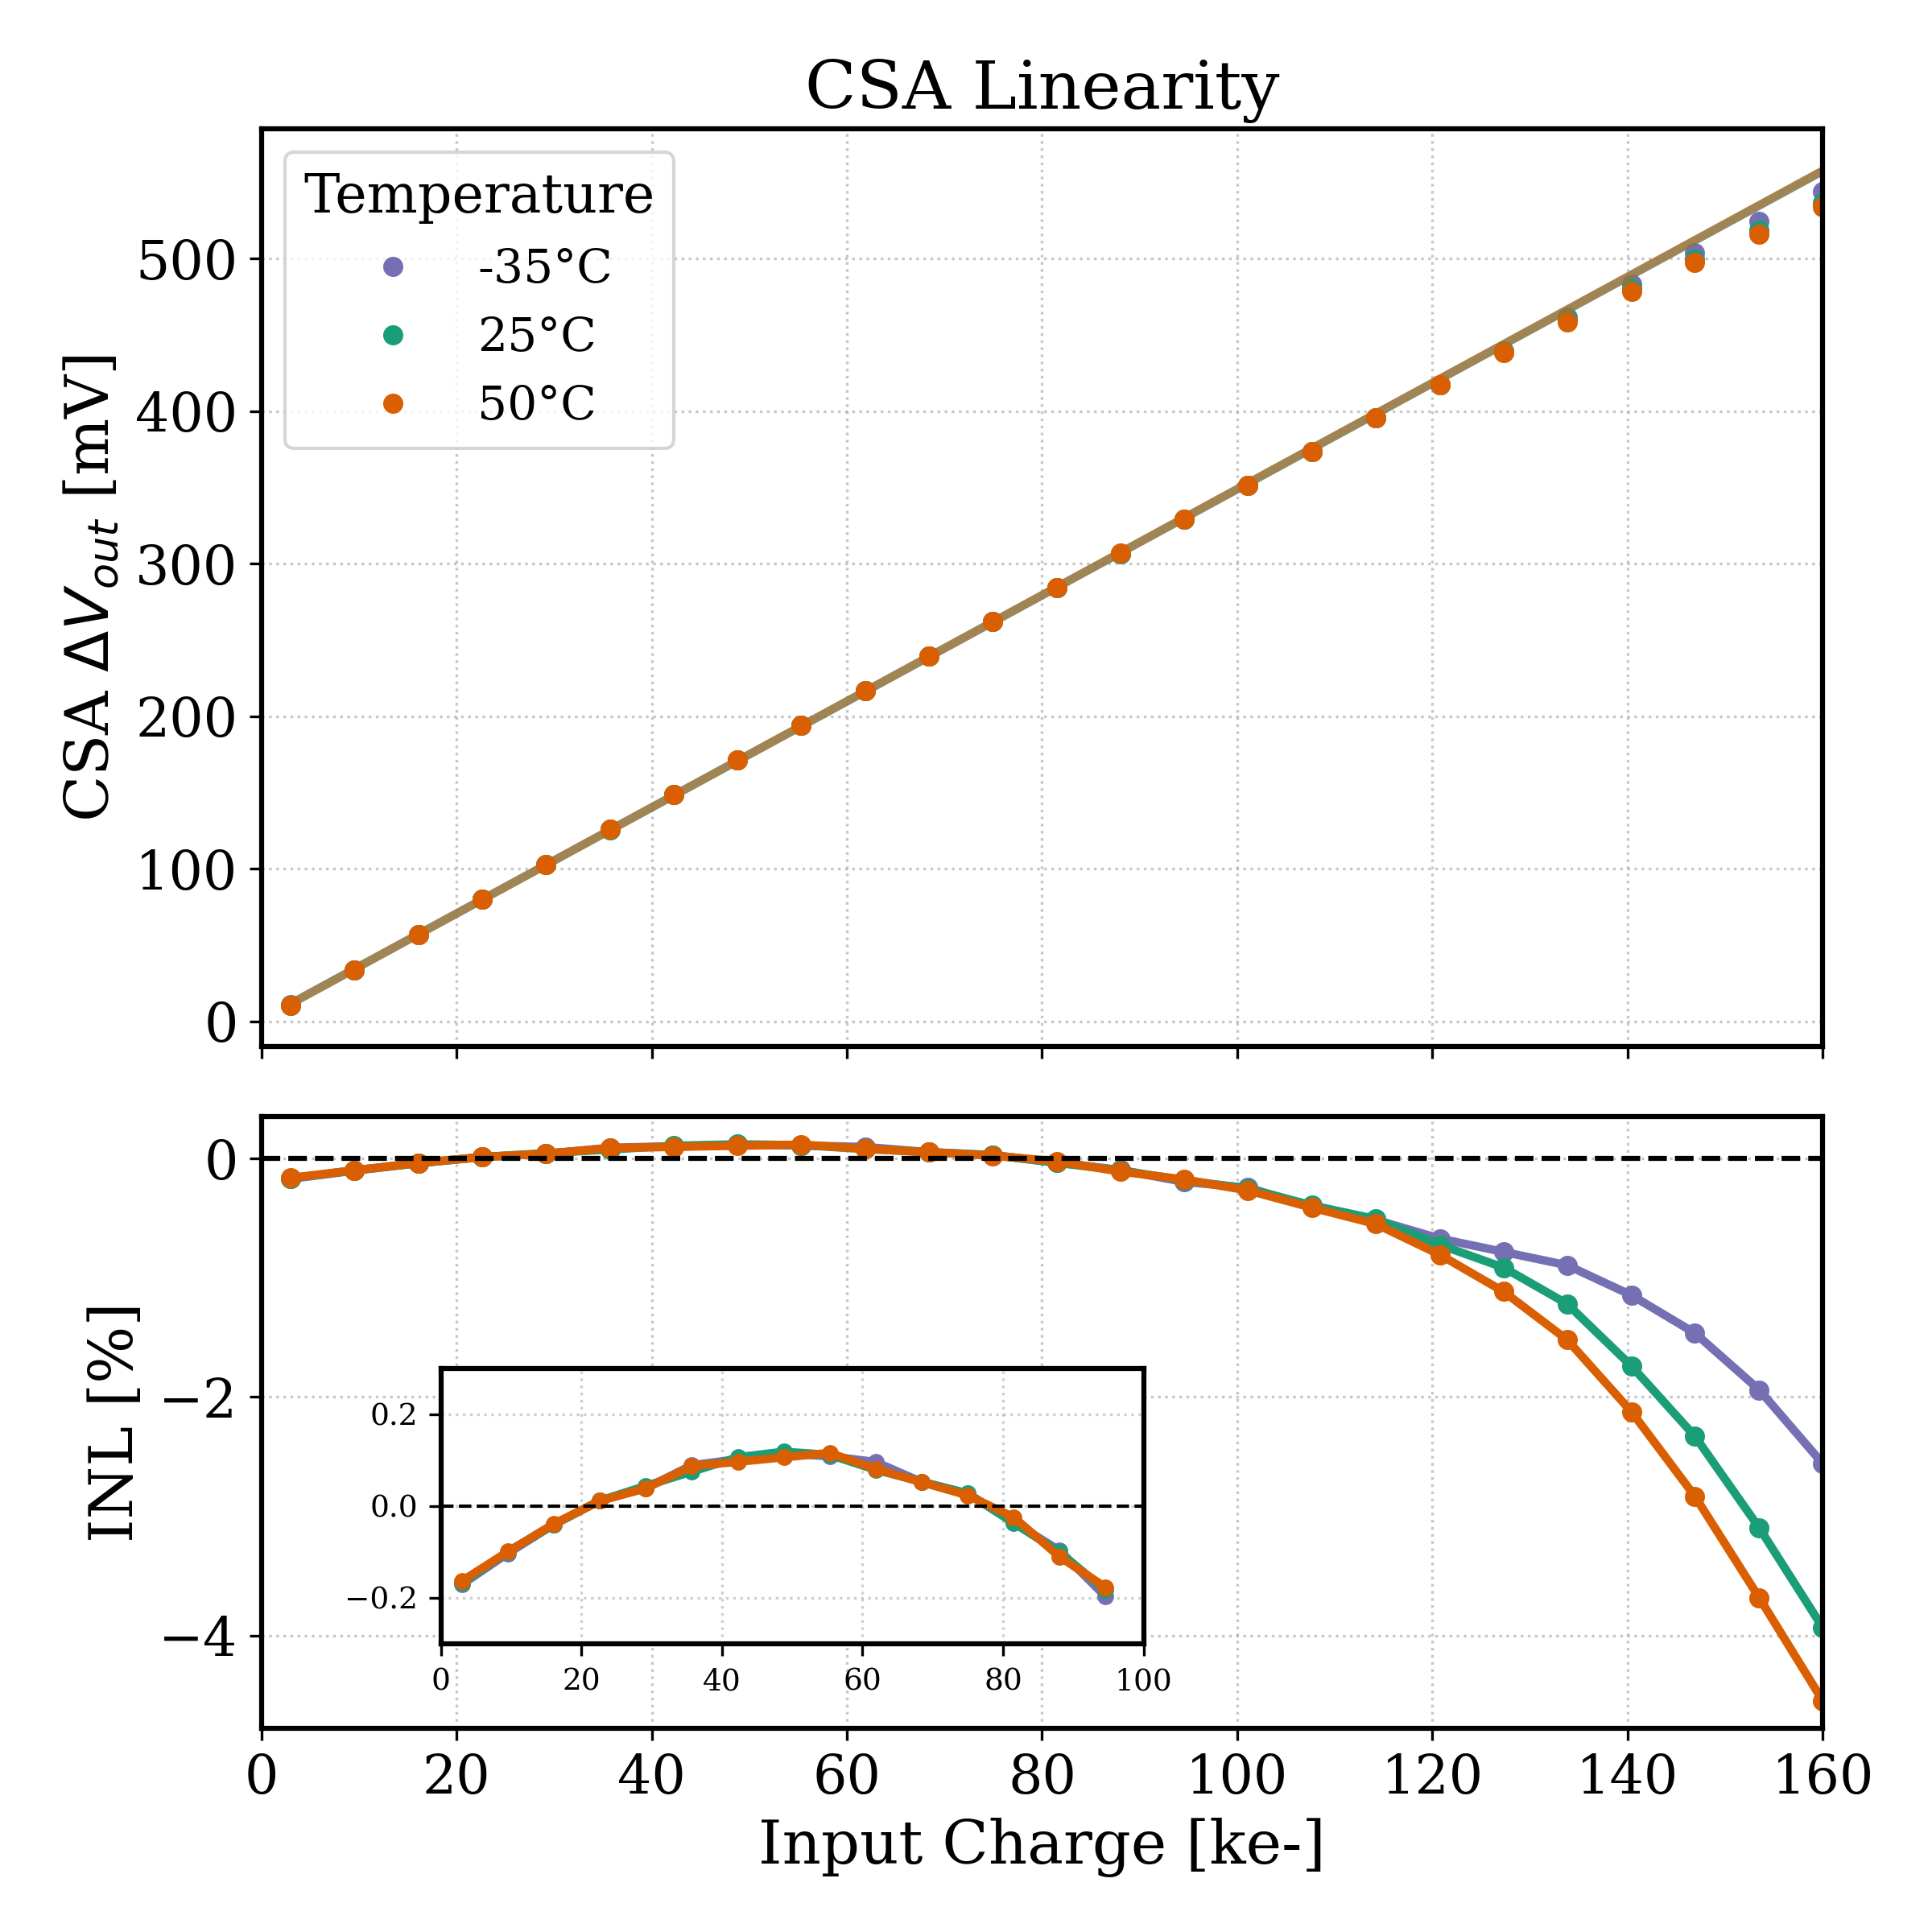 CSA Linearity
Temperature
-35°C
25°C
50°C
CSA ΔV_out [mV]
500
400
300
200
100
0
INL [%]
0
−2
−4
0.2
0.0
−0.2
0 20 40 60 80 100
0 20 40 60 80 100 120 140 160
Input Charge [ke-]